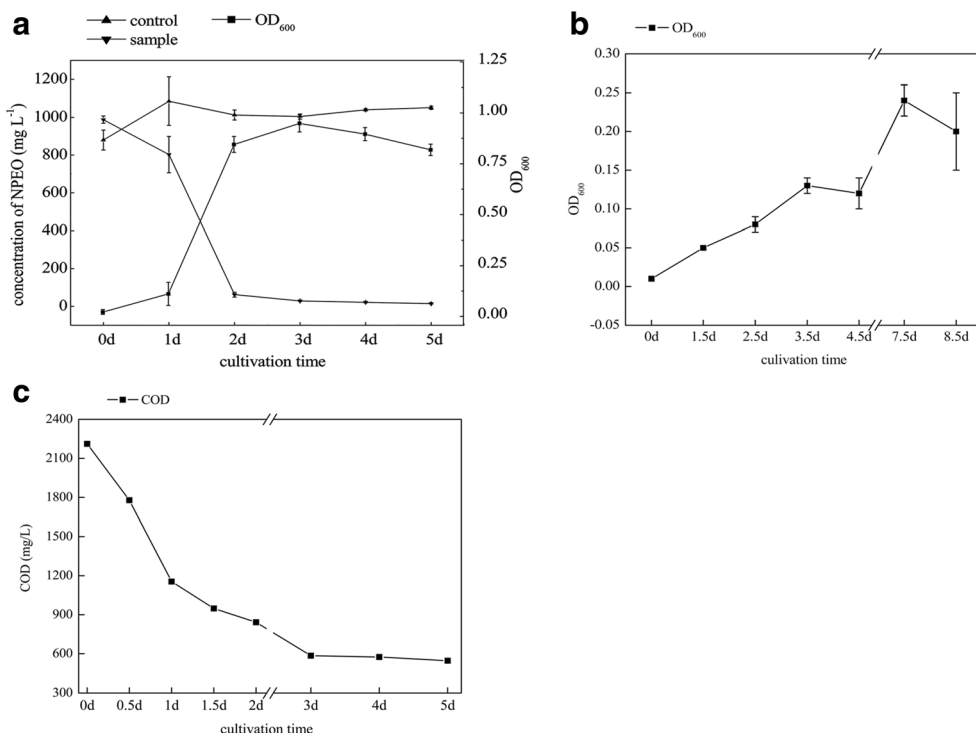 a
control
OD600
sample
1200
1000
800
600
400
200
0
concentration of NPEO (mg L-1)
1.25
1.00
0.75
0.50
0.25
0.00
OD600
0d 1d 2d 3d 4d 5d
cultivation time
b
OD600
0.30
0.25
0.20
0.15
0.10
0.05
0.00
-0.05
OD600
0d 1.5d 2.5d 3.5d 4.5d 7.5d 8.5d
culivation time
c
COD
2400
2100
1800
1500
1200
900
600
300
COD (mg/L)
0d 0.5d 1d 1.5d 2d 3d 4d 5d
cultivation time